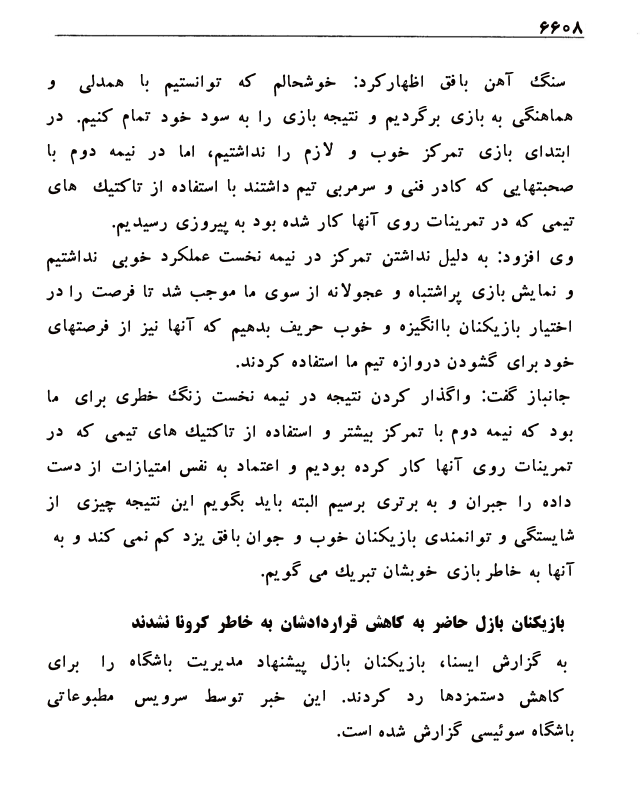 ۶۶۰۸
سنگ آهن بافق اظهارکرد: خوشحالم که توانستیم با همدلی و
هماهنگی به بازی برگردیم و نتیجه بازی را به سود خود تمام کنیم. در
ابتدای بازی تمرکز خوب و لازم را نداشتیم، اما در نیمه دوم با
صحبتهایی که کادر فنی و سرمربی تیم داشتند با استفاده از تاکتیك های
تیمی که در تمرینات روی آنها کار شده بود به پیروزی رسیدیم.
وی افزود: به دلیل نداشتن تمرکز در نیمه نخست عملکرد خوبی نداشتیم
و نمایش بازی پراشتباه و عجولانه از سوی ما موجب شد تا فرصت را در
اختیار بازیکنان باانگیزه و خوب حریف بدهیم که آنها نیز از فرصتهای
خود برای گشودن دروازه تیم ما استفاده کردند.
جانباز گفت: واگذار کردن نتیجه در نیمه نخست زنگ خطری برای ما
بود که نیمه دوم با تمرکز بیشتر و استفاده از تاکتیك های تیمی که در
تمرینات روی آنها کار کرده بودیم و اعتماد به نفس امتیازات از دست
داده را جبران و به برتری برسیم البته باید بگویم این نتیجه چیزی از
شایستگی و توانمندی بازیکنان خوب و جوان بافق یزد کم نمی کند و به
آنها به خاطر بازی خوبشان تبریك می گویم.
بازیکنان بازل حاضر به کاهش قراردادشان به خاطر کرونا نشدند
به گزارش ایسنا، بازیکنان بازل پیشنهاد مدیریت باشگاه را برای
کاهش دستمزدها رد کردند. این خبر توسط سرویس مطبوعاتی
باشگاه سوئیسی گزارش شده است.